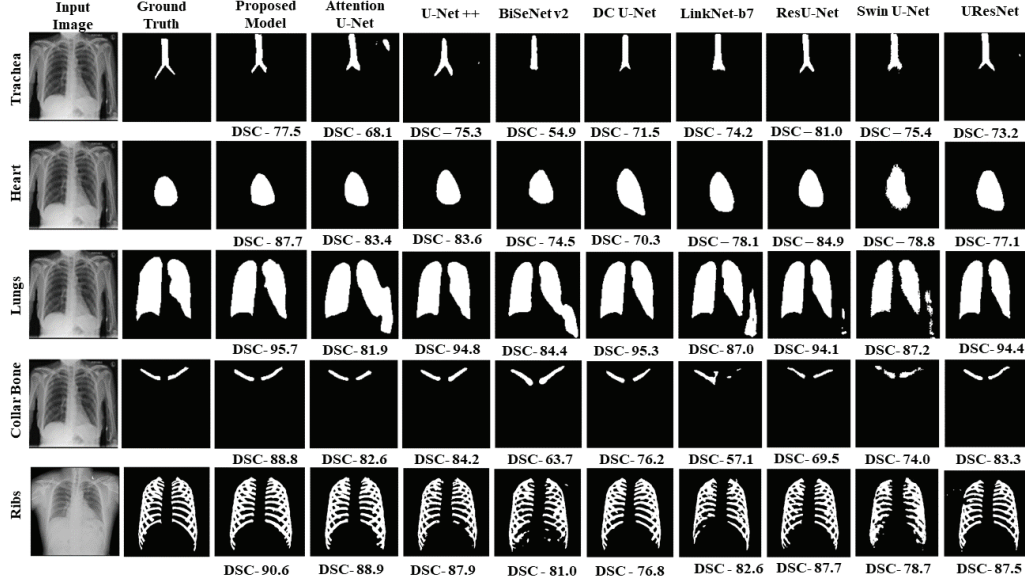 Input Image Ground Truth Proposed Model Attention U-Net U-Net ++ BiSeNet v2 DC U-Net LinkNet-b7 ResU-Net Swin U-Net UResNet
Trachea
DSC - 77.5 DSC - 68.1 DSC – 75.3 DSC - 54.9 DSC - 71.5 DSC - 74.2 DSC – 81.0 DSC – 75.4 DSC - 73.2
Heart
DSC - 87.7 DSC - 83.4 DSC - 83.6 DSC - 74.5 DSC - 70.3 DSC – 78.1 DSC – 84.9 DSC – 78.8 DSC - 77.1
Lungs
DSC- 95.7 DSC- 81.9 DSC- 94.8 DSC- 84.4 DSC- 95.3 DSC- 87.0 DSC- 94.1 DSC- 87.2 DSC- 94.4
Collar Bone
DSC- 88.8 DSC- 82.6 DSC- 84.2 DSC- 63.7 DSC- 76.2 DSC- 57.1 DSC- 69.5 DSC- 74.0 DSC- 83.3
Ribs
DSC- 90.6 DSC- 88.9 DSC- 87.9 DSC- 81.0 DSC- 76.8 DSC- 82.6 DSC- 87.7 DSC- 78.7 DSC- 87.5